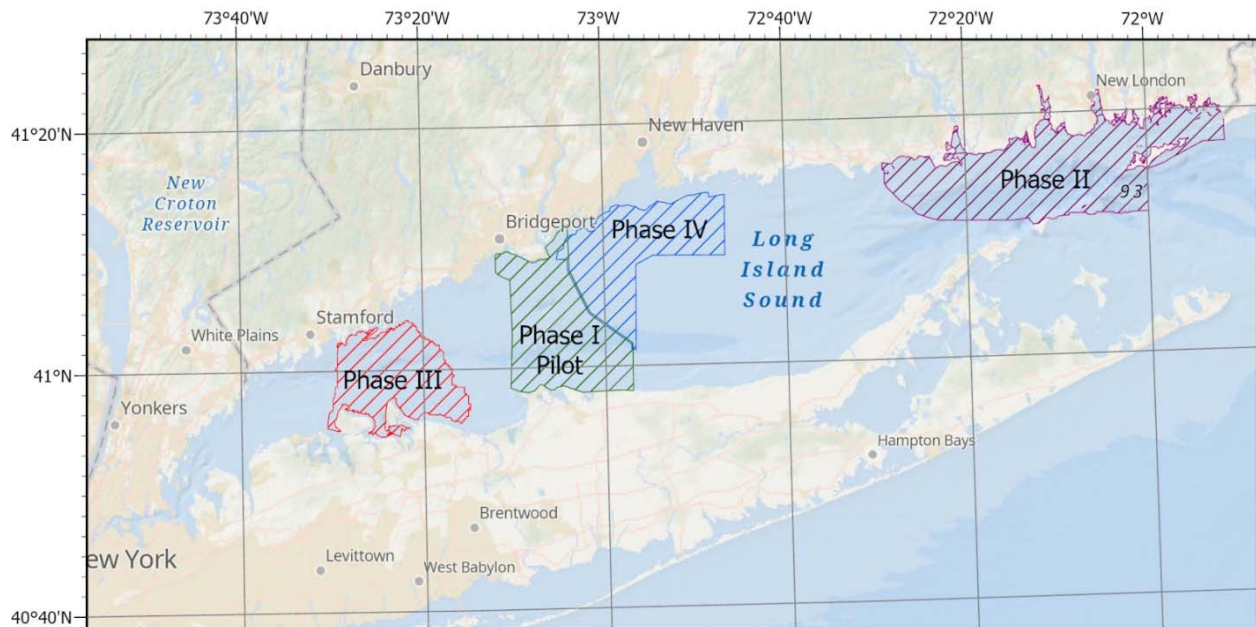 73°40'W 73°20'W 73°W 72°40'W 72°20'W 72°W
Danbury
New London
41°20'N
New Haven
New
Croton
Reservoir
Phase II
93
Bridgeport
Phase IV
Long
Island
Sound
Stamford
White Plains
Phase I
Pilot
41°N
Phase III
Yonkers
Hampton Bays
Brentwood
ew York
Levittown
West Babylon
40°40'N